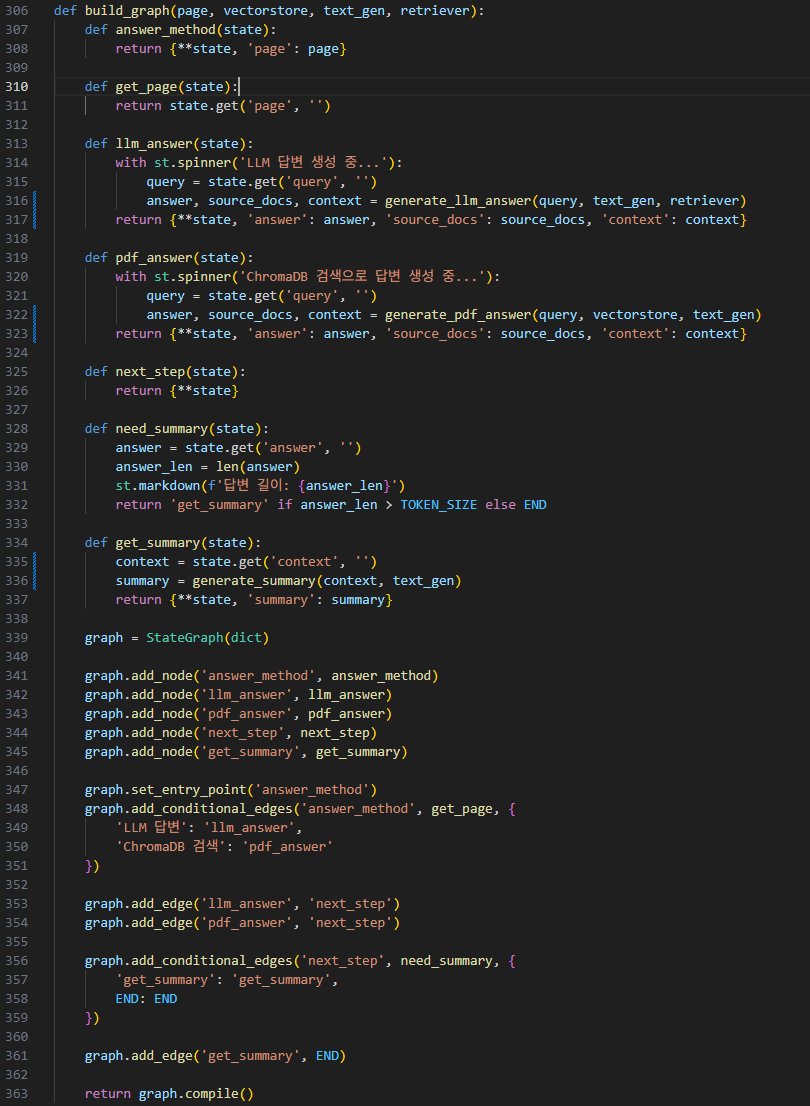 306 def build_graph(page, vectorstore, text_gen, retriever):
307     def answer_method(state):
308         return {**state, 'page': page}
309
310     def get_page(state):
311         return state.get('page', '')
312
313     def llm_answer(state):
314         with st.spinner('LLM 답변 생성 중...'):
315             query = state.get('query', '')
316             answer, source_docs, context = generate_llm_answer(query, text_gen, retriever)
317         return {**state, 'answer': answer, 'source_docs': source_docs, 'context': context}
318
319     def pdf_answer(state):
320         with st.spinner('ChromaDB 검색으로 답변 생성 중...'):
321             query = state.get('query', '')
322             answer, source_docs, context = generate_pdf_answer(query, vectorstore, text_gen)
323         return {**state, 'answer': answer, 'source_docs': source_docs, 'context': context}
324
325     def next_step(state):
326         return {**state}
327
328     def need_summary(state):
329         answer = state.get('answer', '')
330         answer_len = len(answer)
331         st.markdown(f'답변 길이: {answer_len}')
332         return 'get_summary' if answer_len > TOKEN_SIZE else END
333
334     def get_summary(state):
335         context = state.get('context', '')
336         summary = generate_summary(context, text_gen)
337         return {**state, 'summary': summary}
338
339     graph = StateGraph(dict)
340
341     graph.add_node('answer_method', answer_method)
342     graph.add_node('llm_answer', llm_answer)
343     graph.add_node('pdf_answer', pdf_answer)
344     graph.add_node('next_step', next_step)
345     graph.add_node('get_summary', get_summary)
346
347     graph.set_entry_point('answer_method')
348     graph.add_conditional_edges('answer_method', get_page, {
349         'LLM 답변': 'llm_answer',
350         'ChromaDB 검색': 'pdf_answer'
351     })
352
353     graph.add_edge('llm_answer', 'next_step')
354     graph.add_edge('pdf_answer', 'next_step')
355
356     graph.add_conditional_edges('next_step', need_summary, {
357         'get_summary': 'get_summary',
358         END: END
359     })
360
361     graph.add_edge('get_summary', END)
362
363     return graph.compile()